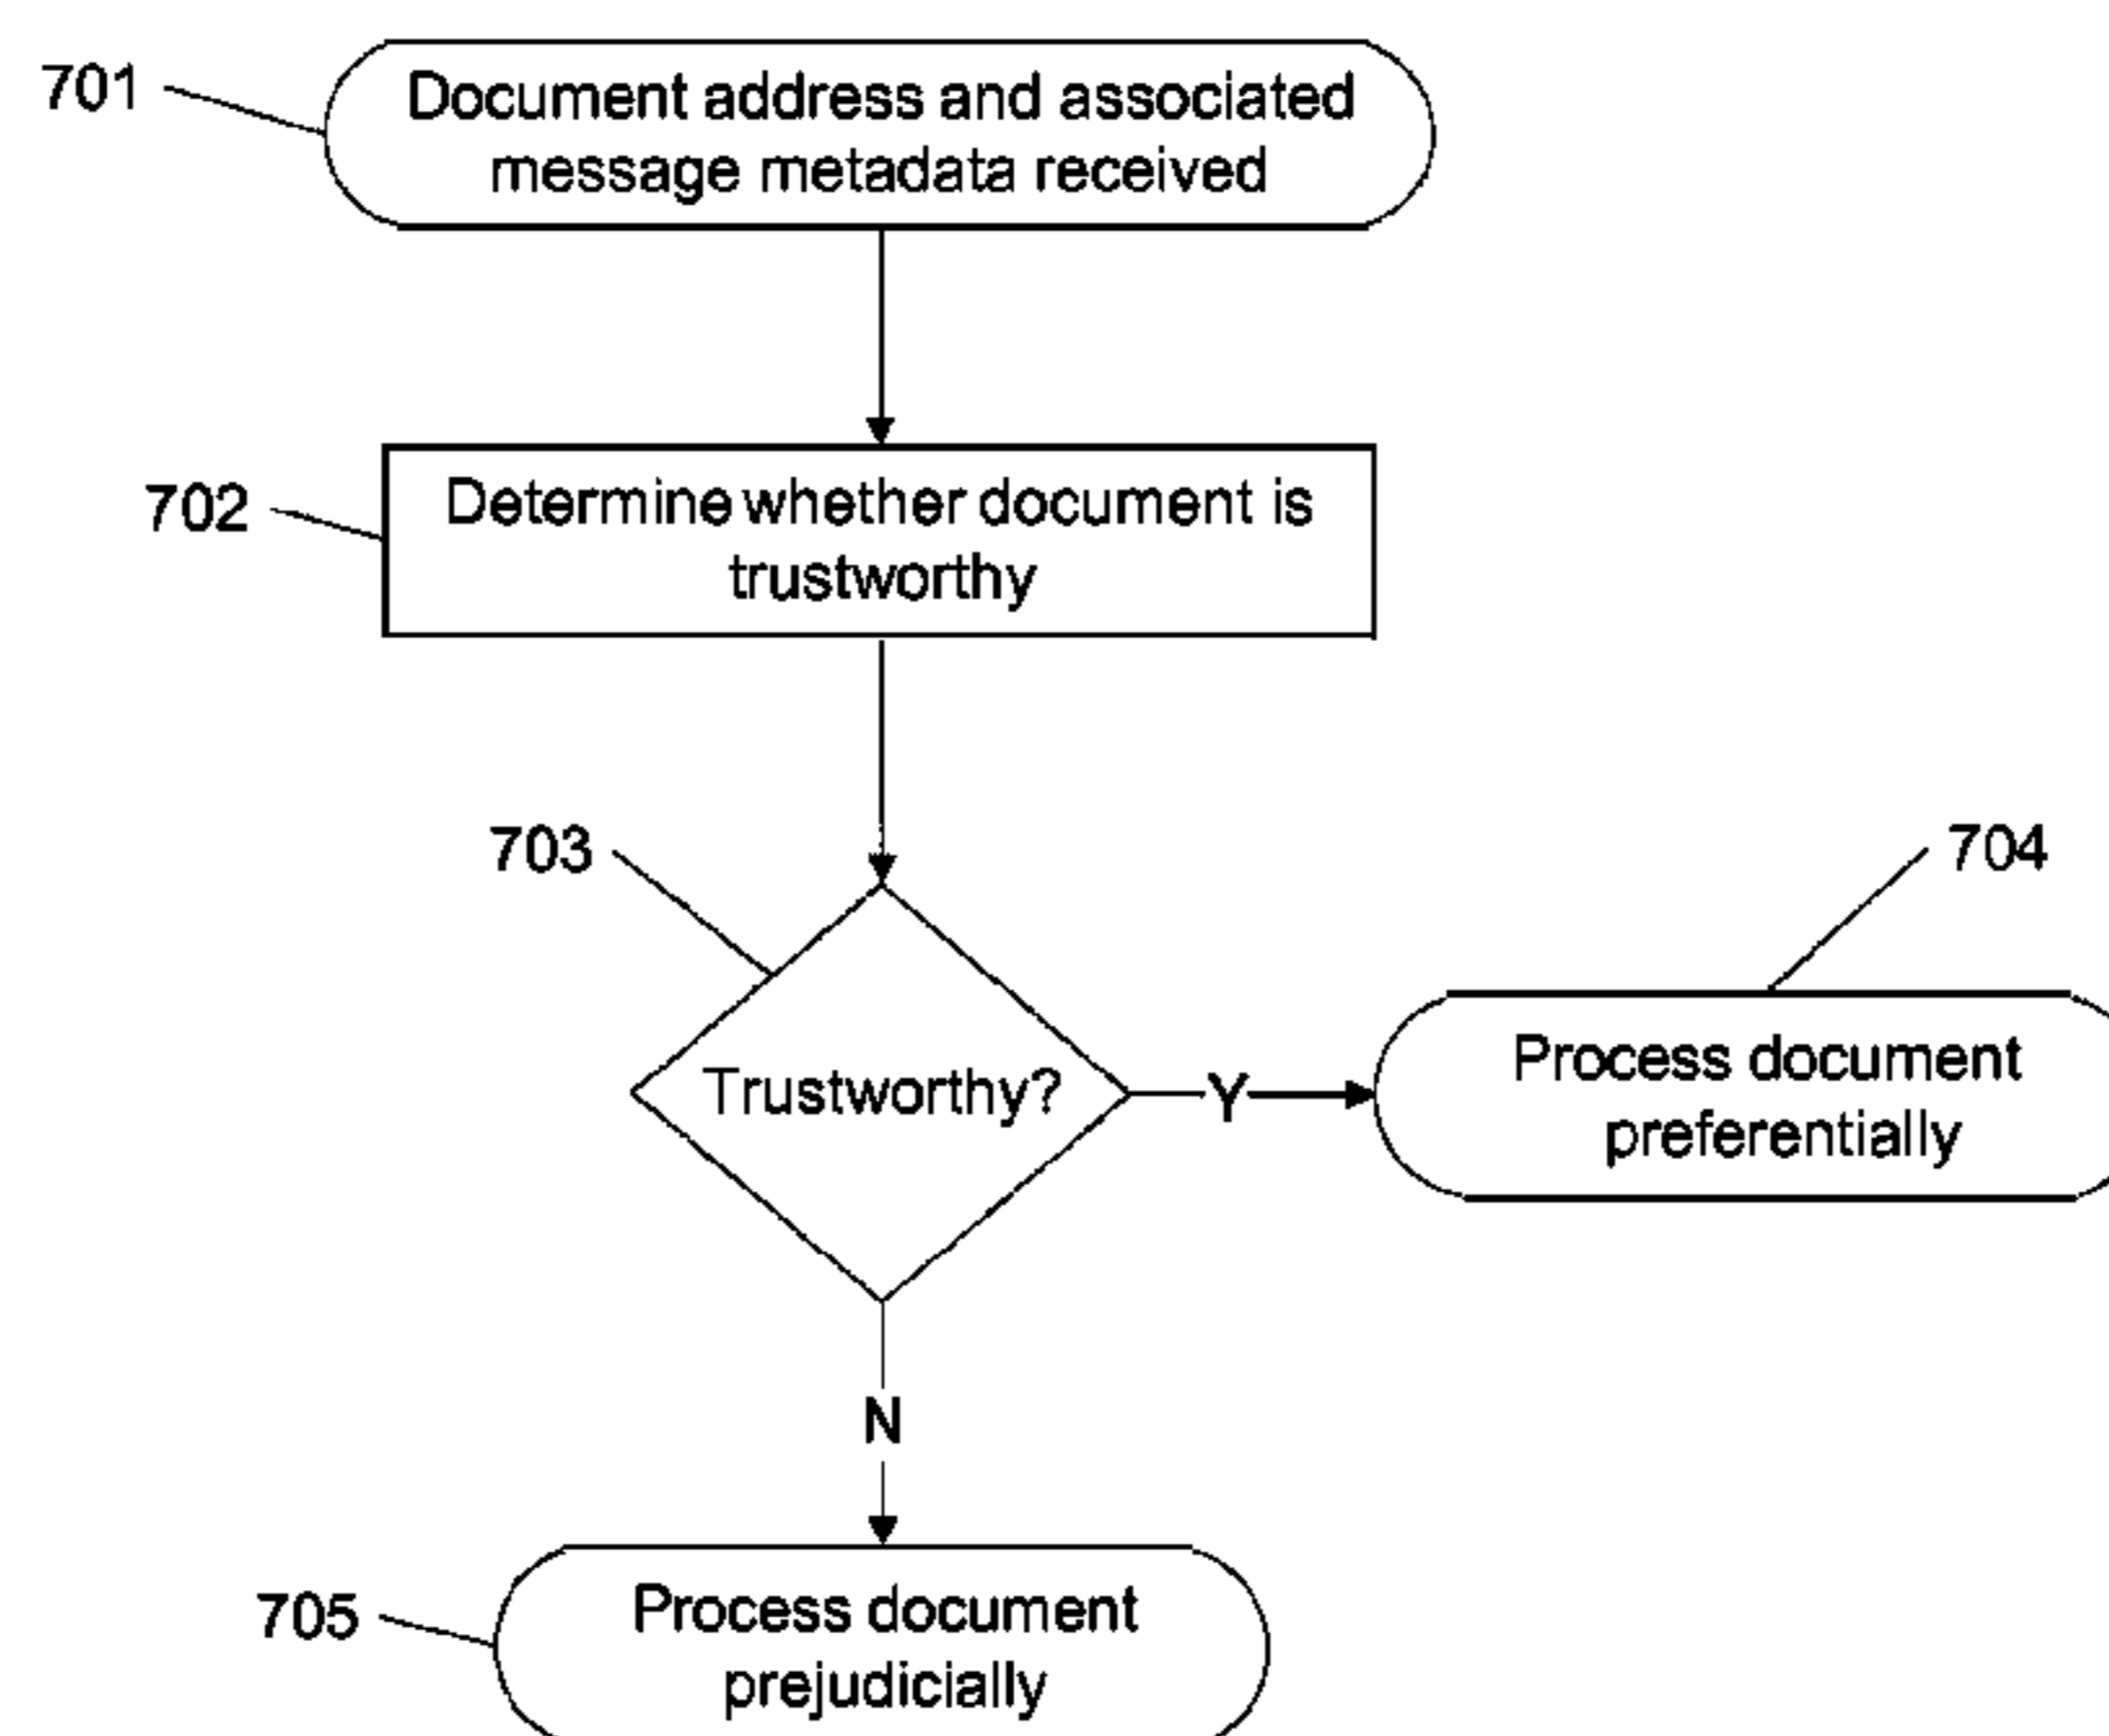 701
Document address and associated
message metadata received
702
Determine whether document is
trustworthy
703
704
Trustworthy?
Y
Process document
preferentially
N
705
Process document
prejudicially